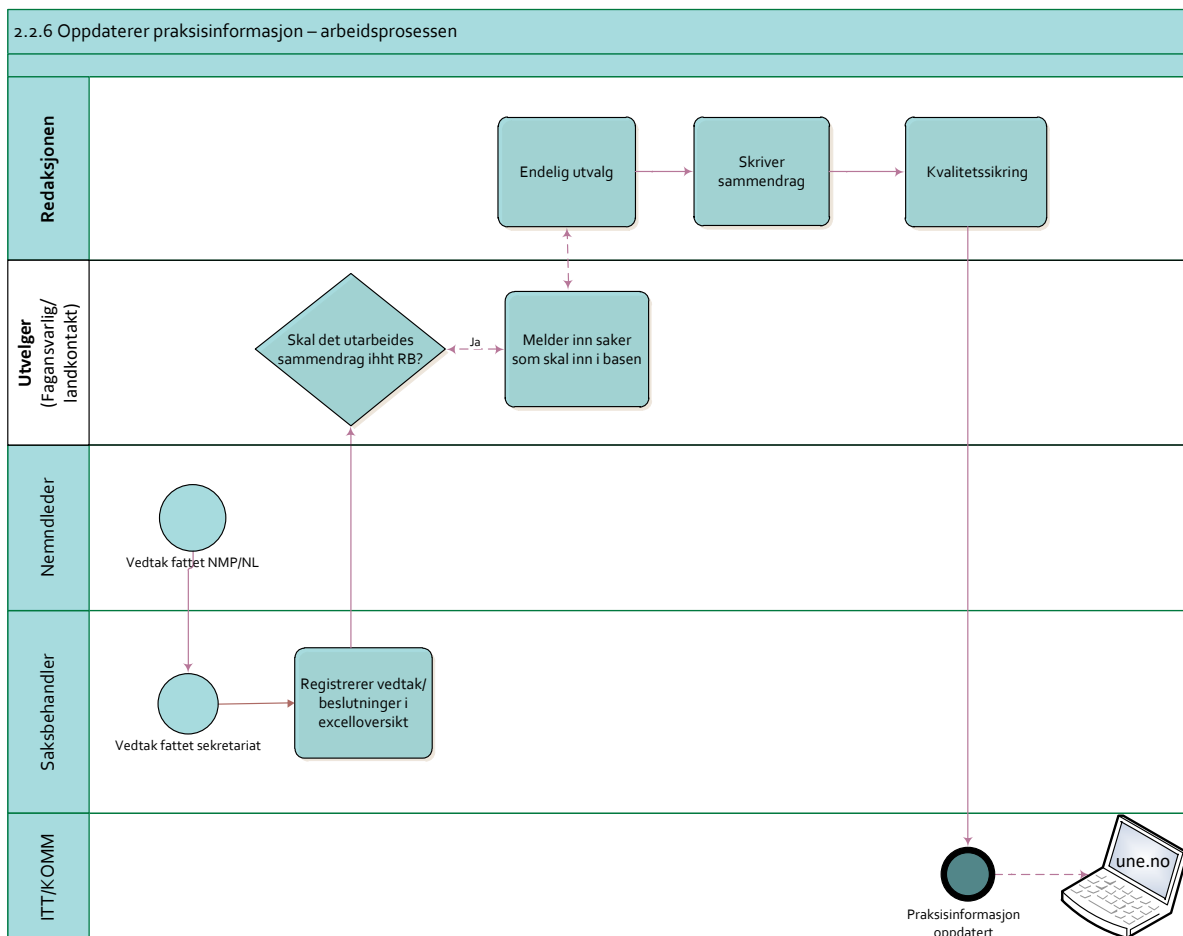 2.2.6 Oppdaterer praksisinformasjon – arbeidsprosessen
Redaksjonen
Endelig utvalg
Skriver
sammendrag
Kvalitetssikring
Utvelger
(Fagansvarlig/
landkontakt)
Skal det utarbeides
sammendrag ihht RB?
Ja
Melder inn saker
som skal inn i basen
Nemndleder
Vedtak fattet NMP/NL
Saksbehandler
Vedtak fattet sekretariat
Registrerer vedtak/
beslutninger i
exceloversikt
ITT/KOMM
Praksisinformasjon
oppdatert
une.no